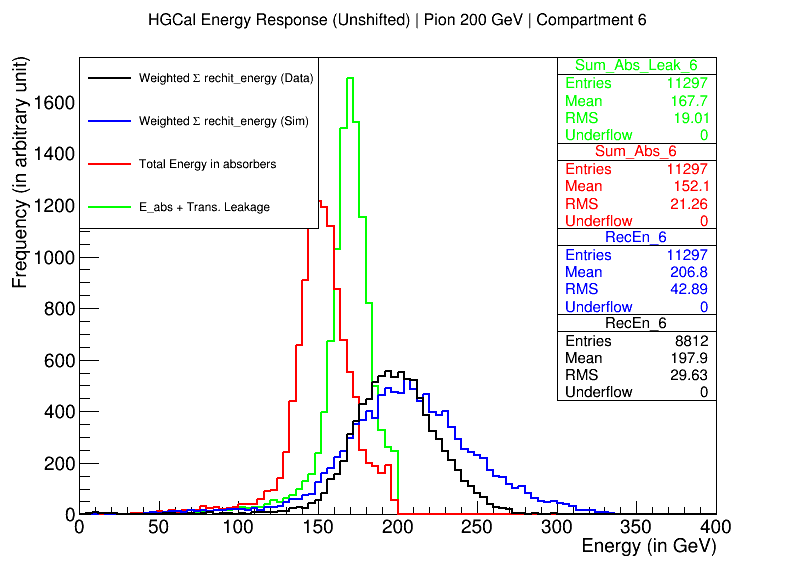 HGCal Energy Response (Unshifted) | Pion 200 GeV | Compartment 6
Frequency (in arbitrary unit)
Weighted Σ rechit_energy (Data)
Weighted Σ rechit_energy (Sim)
Total Energy in absorbers
E_abs + Trans. Leakage
Sum_Abs_Leak_6
Entries 11297
Mean 167.7
RMS 19.01
Underflow 0
Sum_Abs_6
Entries 11297
Mean 152.1
RMS 21.26
Underflow 0
RecEn_6
Entries 11297
Mean 206.8
RMS 42.89
Underflow 0
RecEn_6
Entries 8812
Mean 197.9
RMS 29.63
Underflow 0
1600
1400
1200
1000
800
600
400
200
0
0 50 100 150 200 250 300 350 400
Energy (in GeV)